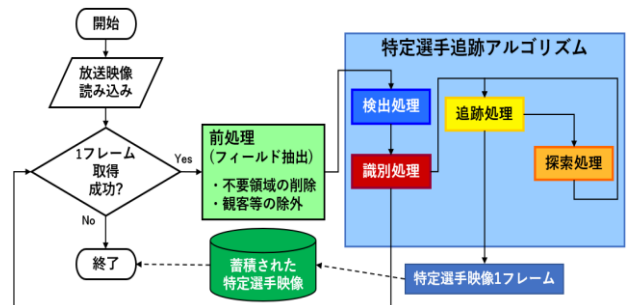 開始
放送映像
読み込み
1フレーム
取得
成功?
Yes
No
終了
前処理
(フィールド抽出)
・不要領域の削除
・観客等の除外
特定選手追跡アルゴリズム
検出処理
識別処理
追跡処理
探索処理
蓄積された
特定選手映像
特定選手映像1フレーム